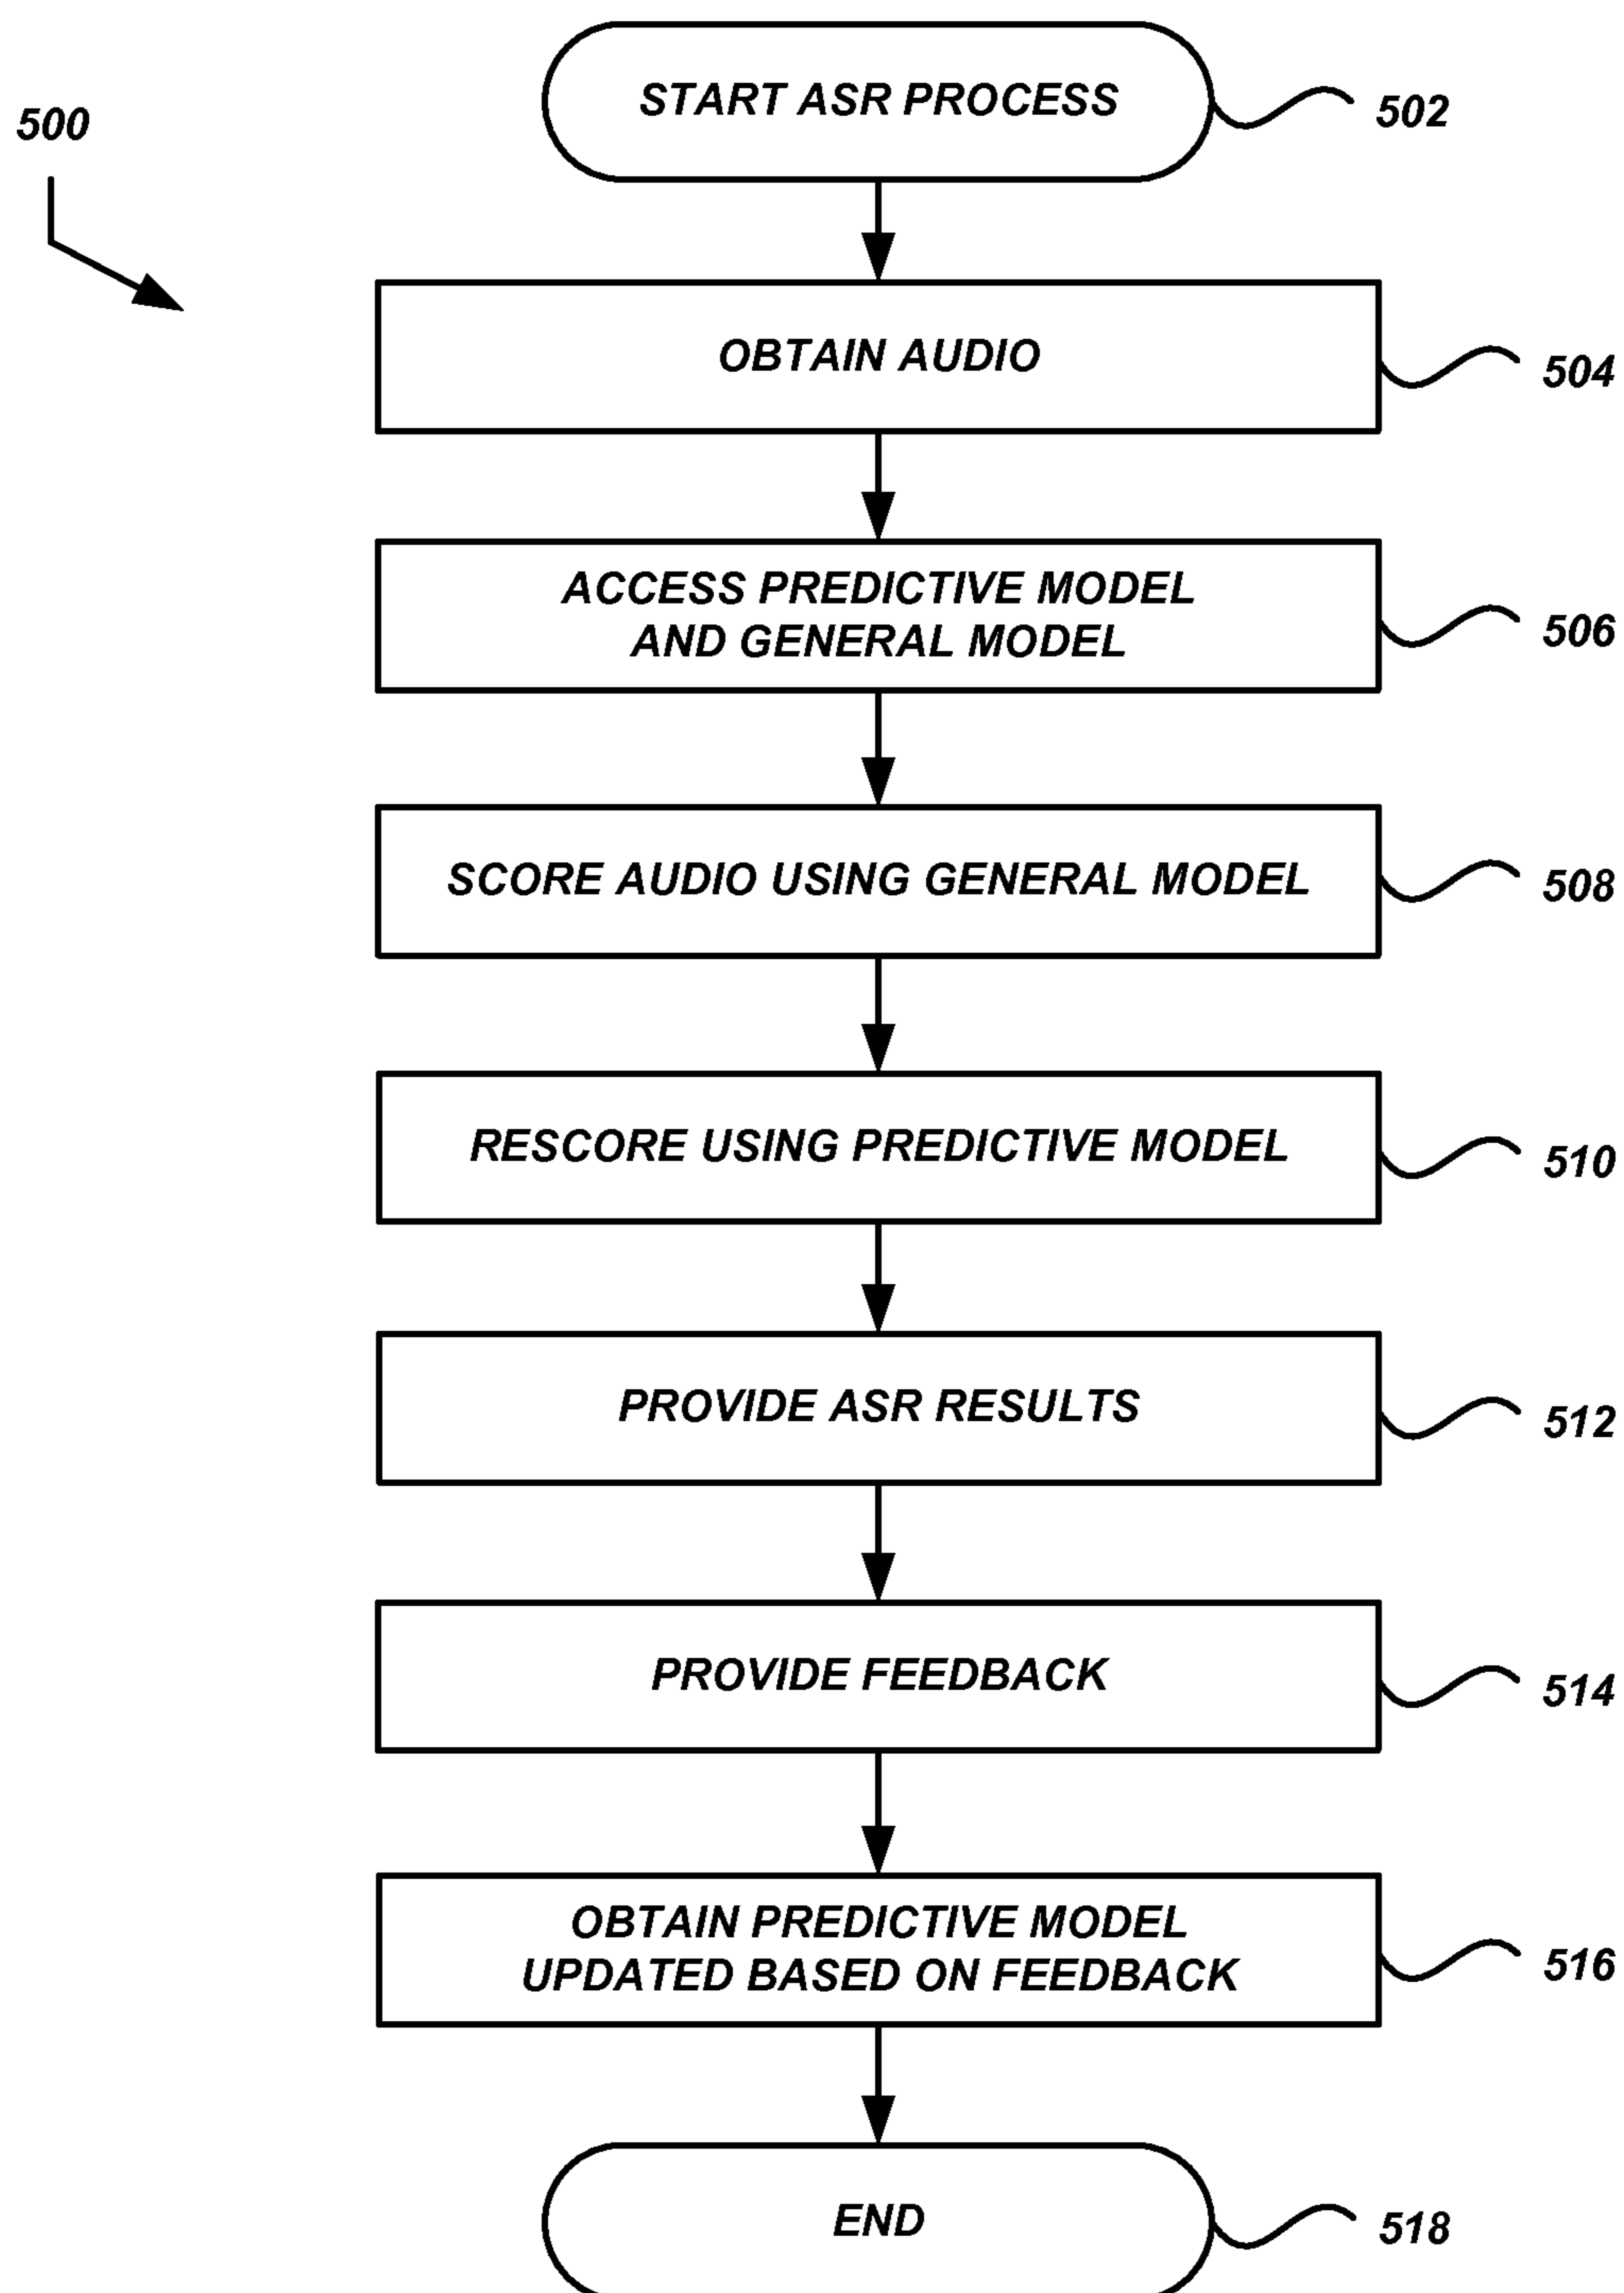 500
START ASR PROCESS
502
OBTAIN AUDIO
504
ACCESS PREDICTIVE MODEL
AND GENERAL MODEL
506
SCORE AUDIO USING GENERAL MODEL
508
RESCORE USING PREDICTIVE MODEL
510
PROVIDE ASR RESULTS
512
PROVIDE FEEDBACK
514
OBTAIN PREDICTIVE MODEL
UPDATED BASED ON FEEDBACK
516
END
518